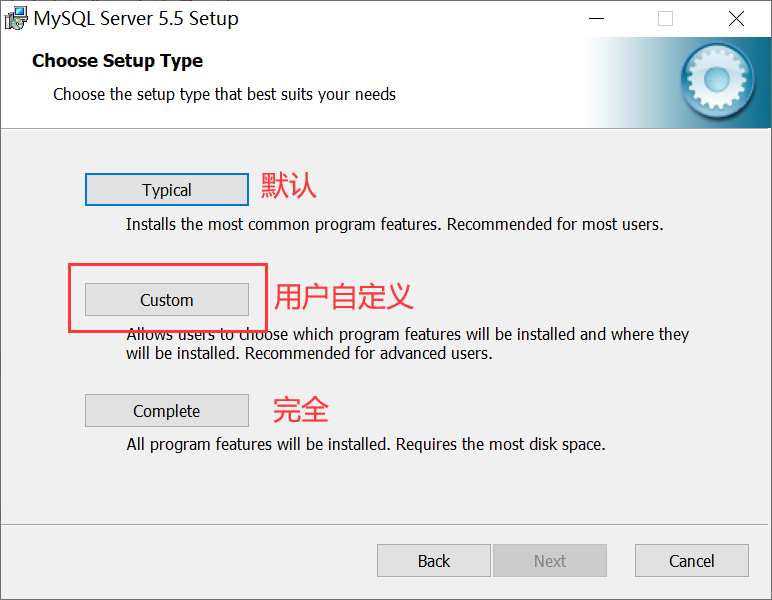 MySQL Server 5.5 Setup
Choose Setup Type
Choose the setup type that best suits your needs
Typical 默认
Installs the most common program features. Recommended for most users.
Custom 用户自定义
Allows users to choose which program features will be installed and where they
will be installed. Recommended for advanced users.
Complete 完全
All program features will be installed. Requires the most disk space.
Back Next Cancel